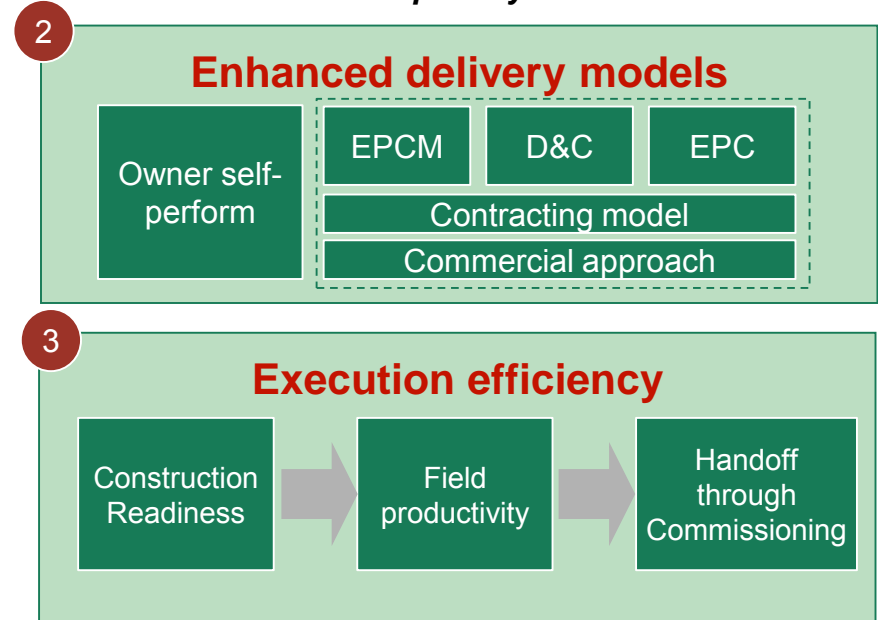 2
Enhanced delivery models
Owner self-
perform
EPCM
D&C
EPC
Contracting model
Commercial approach
3
Execution efficiency
Construction
Readiness
Field
productivity
Handoff
through
Commissioning